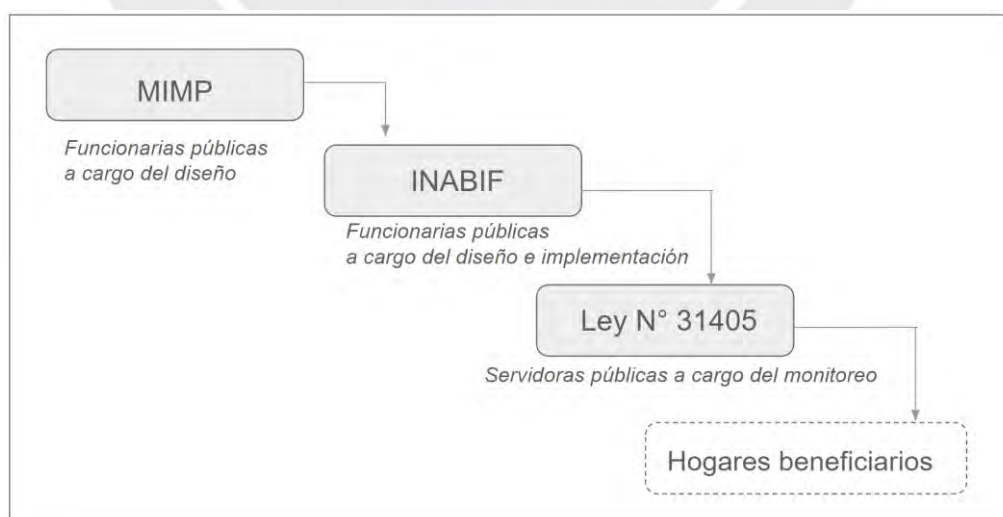 MIMP
Funcionarias públicas
a cargo del diseño
INABIF
Funcionarias públicas
a cargo del diseño e implementación
Ley N° 31405
Servidoras públicas a cargo del monitoreo
Hogares beneficiarios